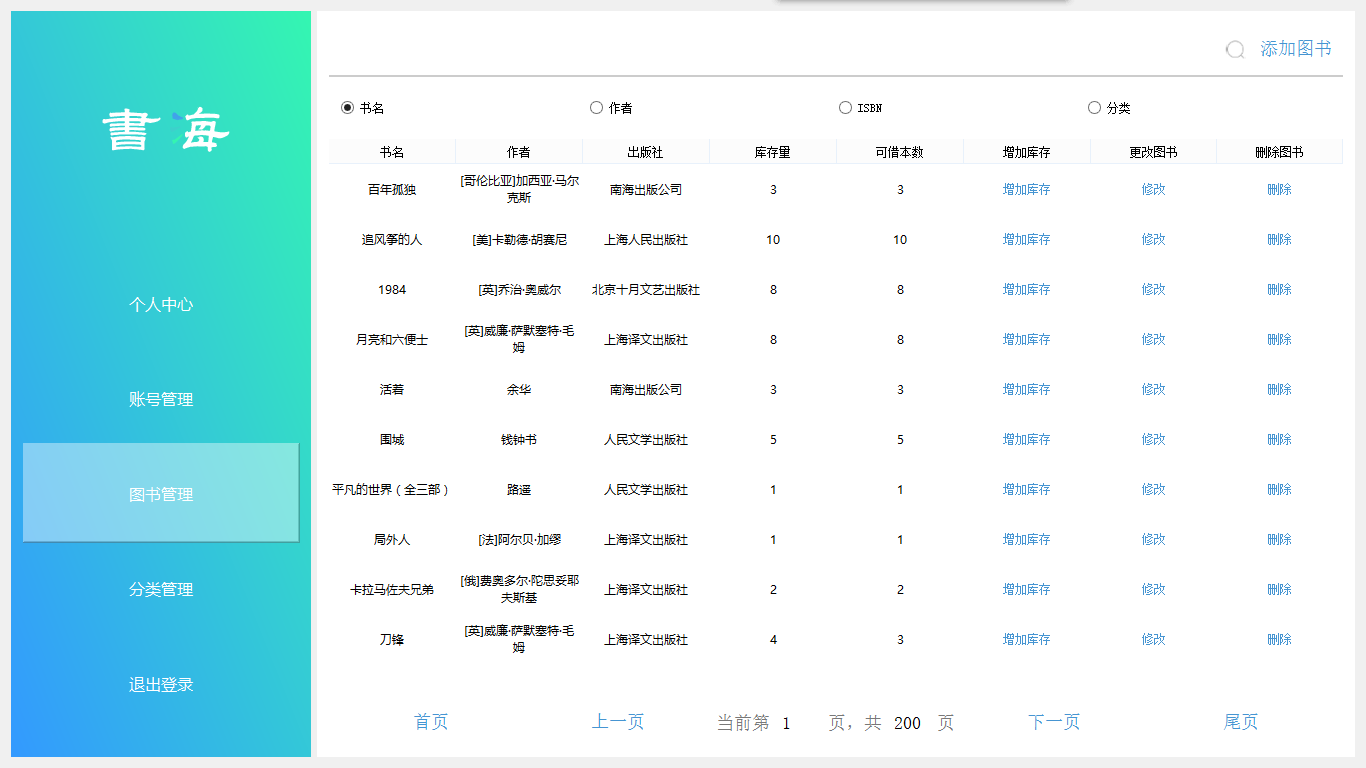 書海
个人中心
账号管理
图书管理
分类管理
退出登录
添加图书
书名 作者 ISBN 分类
书名 作者 出版社 库存量 可借本数 增加库存 更改图书 删除图书
百年孤独 [哥伦比亚]加西亚·马尔克斯 南海出版公司 3 3 增加库存 修改 删除
追风筝的人 [美]卡勒德·胡赛尼 上海人民出版社 10 10 增加库存 修改 删除
1984 [英]乔治·奥威尔 北京十月文艺出版社 8 8 增加库存 修改 删除
月亮和六便士 [英]威廉·萨默塞特·毛姆 上海译文出版社 8 8 增加库存 修改 删除
活着 余华 南海出版公司 3 3 增加库存 修改 删除
围城 钱钟书 人民文学出版社 5 5 增加库存 修改 删除
平凡的世界（全三部） 路遥 人民文学出版社 1 1 增加库存 修改 删除
局外人 [法]阿尔贝·加缪 上海译文出版社 1 1 增加库存 修改 删除
卡拉马佐夫兄弟 [俄]费奥多尔·陀思妥耶夫斯基 上海译文出版社 2 2 增加库存 修改 删除
刀锋 [英]威廉·萨默塞特·毛姆 上海译文出版社 4 3 增加库存 修改 删除
首页 上一页 当前第 1 页，共 200 页 下一页 尾页